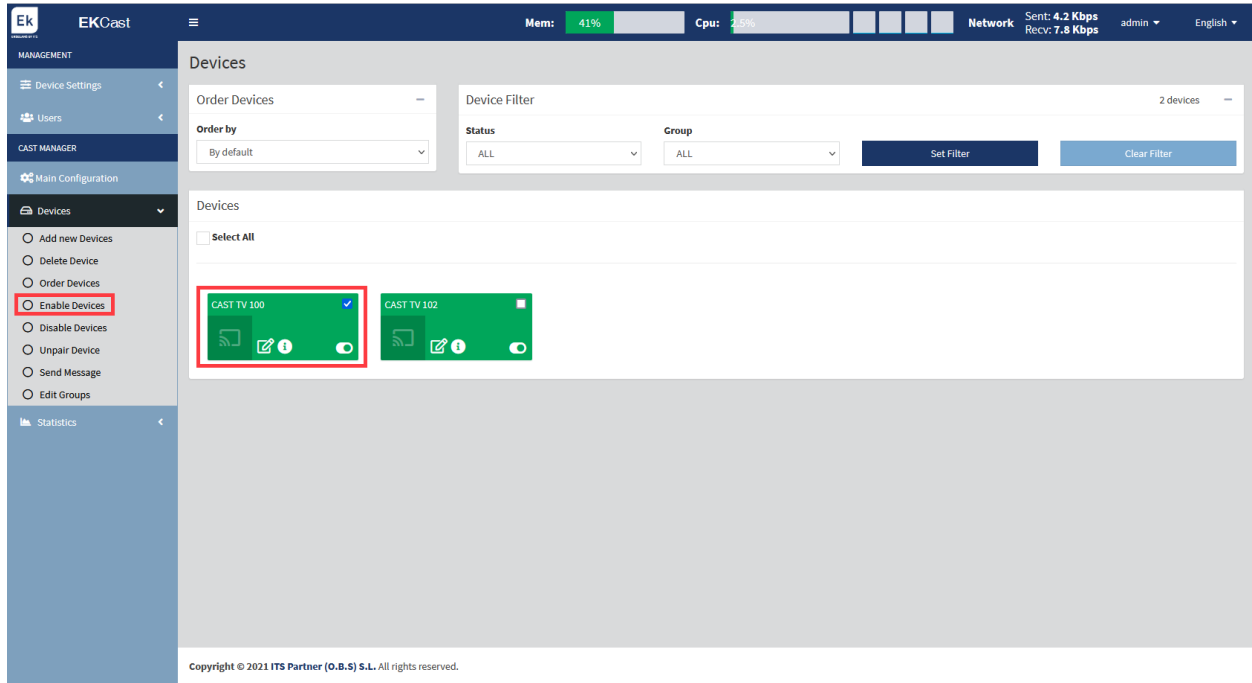 Ek
EKCast
Mem: 41% Cpu: 2.5% Network Sent: 4.2 Kbps admin English
Recv: 7.8 Kbps
MANAGEMENT
Device Settings
Users
CAST MANAGER
Main Configuration
Devices
Add new Devices
Delete Device
Order Devices
Enable Devices
Disable Devices
Unpair Device
Send Message
Edit Groups
Statistics
Devices
Order Devices
Order by
By default
Device Filter 2 devices
Status Group
ALL ALL Set Filter Clear Filter
Devices
Select All
CAST TV 100 CAST TV 102
Copyright © 2021 ITS Partner (O.B.S) S.L. All rights reserved.